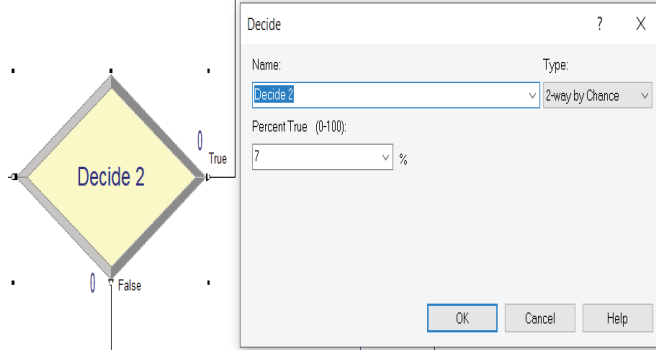 Decide
?
X
Name:
Type:
Decide 2
2-way by Chance
Percent True (0-100):
7
%
OK
Cancel
Help
0
True
Decide 2
0
False